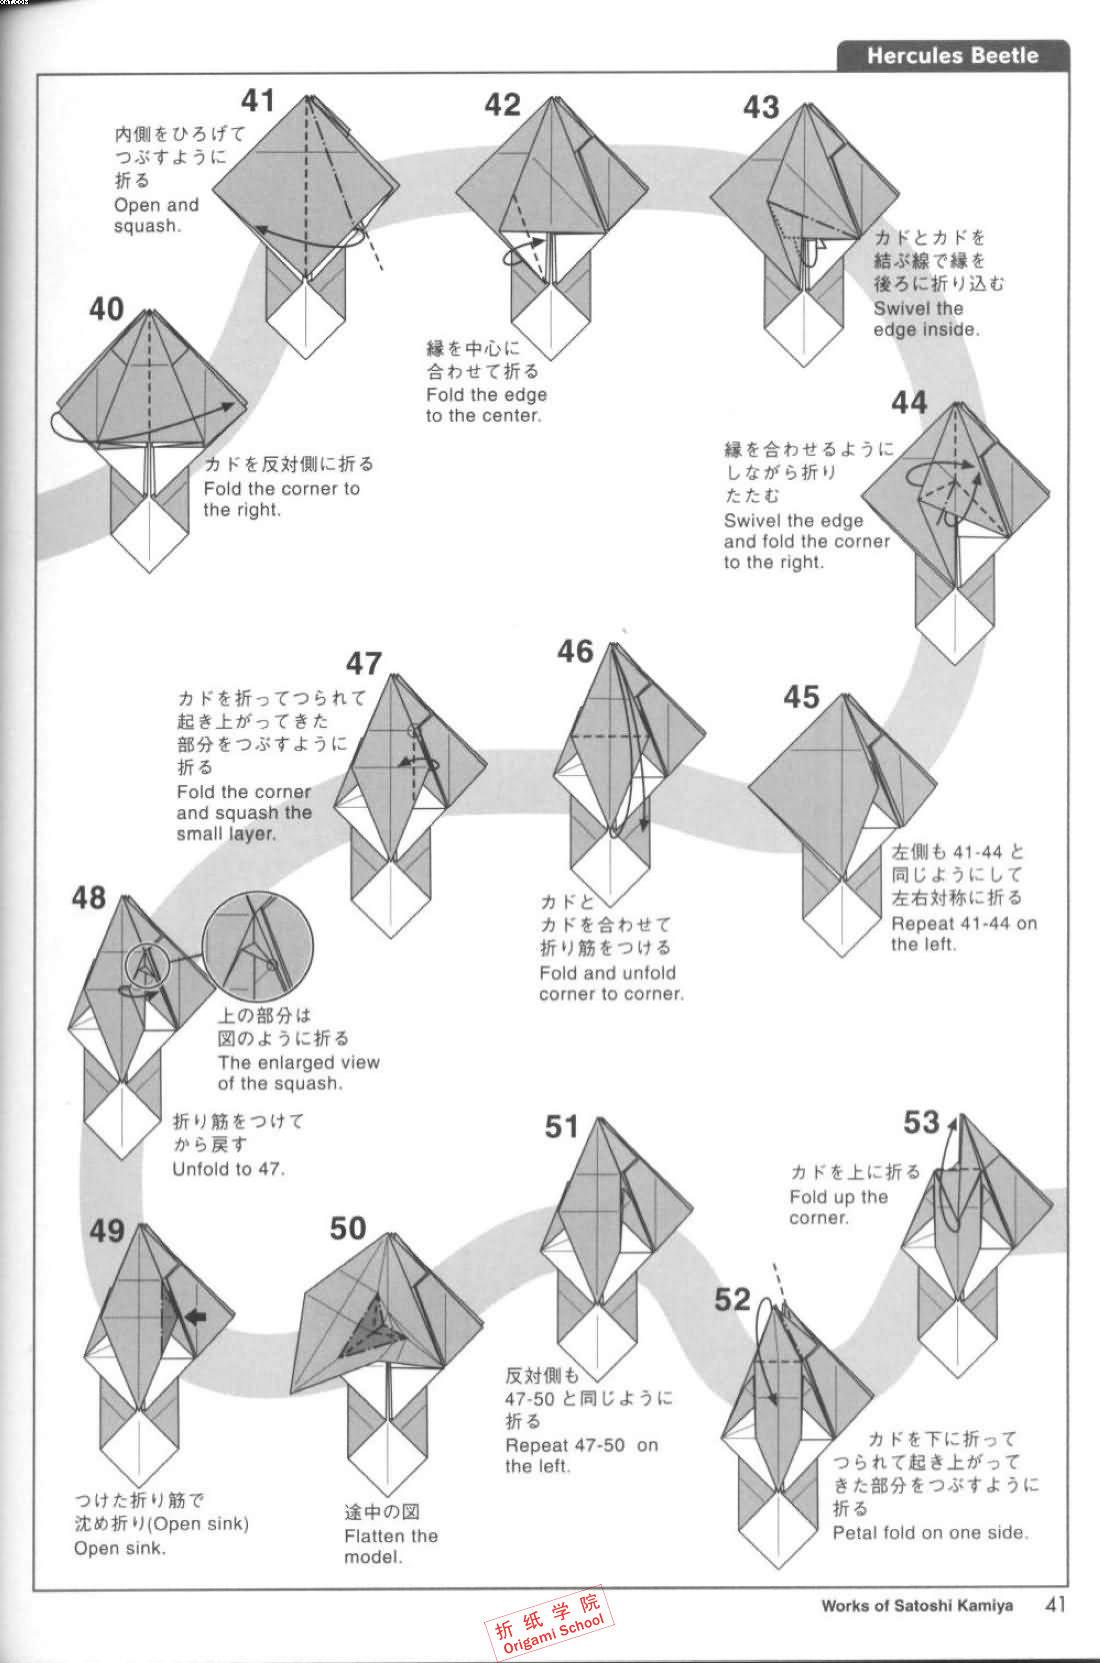 Hercules Beetle
40
カドを反対側に折る
Fold the corner to
the right.
41
内側をひろげて
つぶすように
折る
Open and
squash.
42
縁を中心に
合わせて折る
Fold the edge
to the center.
43
カドとカドを
結ぶ線で縁を
後ろに折り込む
Swivel the
edge inside.
44
縁を合わせるように
しながら折り
たたむ
Swivel the edge
and fold the corner
to the right.
45
左側も 41-44 と
同じようにして
左右対称に折る
Repeat 41-44 on
the left.
46
カドと
カドを合わせて
折り筋をつける
Fold and unfold
corner to corner.
47
カドを折ってつられて
起き上がってきた
部分をつぶすように
折る
Fold the corner
and squash the
small layer.
48
上の部分は
図のように折る
The enlarged view
of the squash.
折り筋をつけて
から戻す
Unfold to 47.
49
つけた折り筋で
沈め折り(Open sink)
Open sink.
50
途中の図
Flatten the
model.
51
反対側も
47-50 と同じように
折る
Repeat 47-50 on
the left.
52
カドを下に折って
つられて起き上がって
きた部分をつぶすように
折る
Petal fold on one side.
53
カドを上に折る
Fold up the
corner.
Works of Satoshi Kamiya 41
折纸学院
Origami School